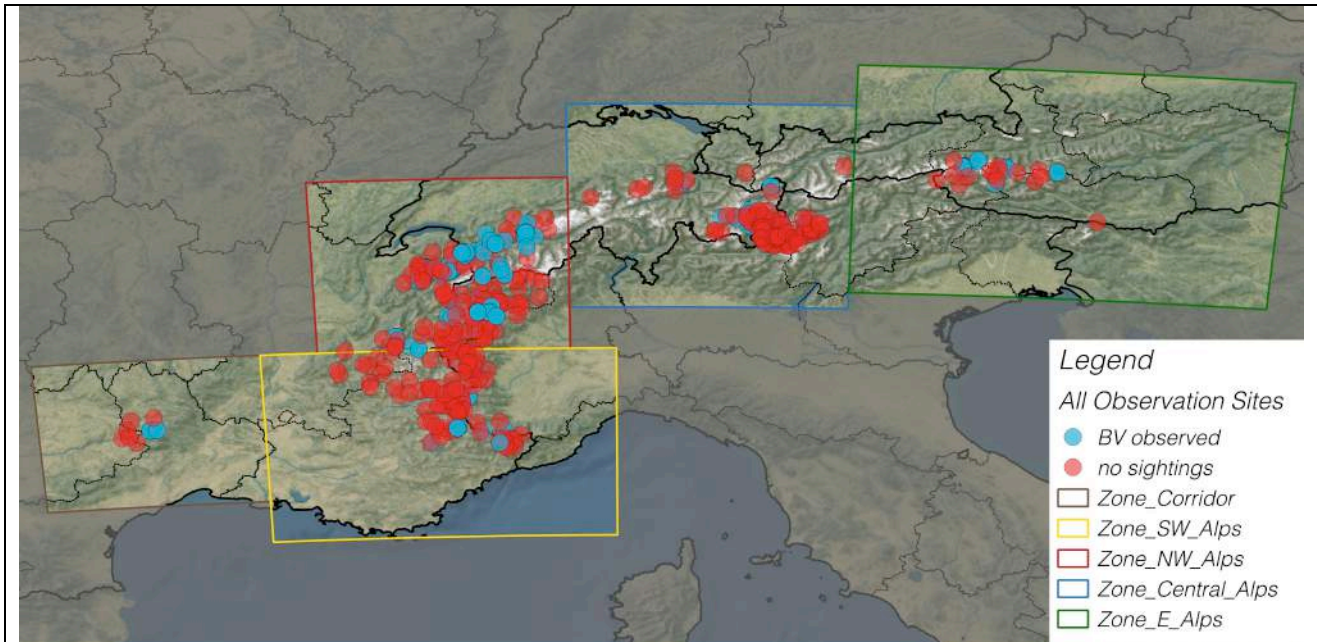 Legend
All Observation Sites
BV observed
no sightings
Zone_Corridor
Zone_SW_Alps
Zone_NW_Alps
Zone_Central_Alps
Zone_E_Alps